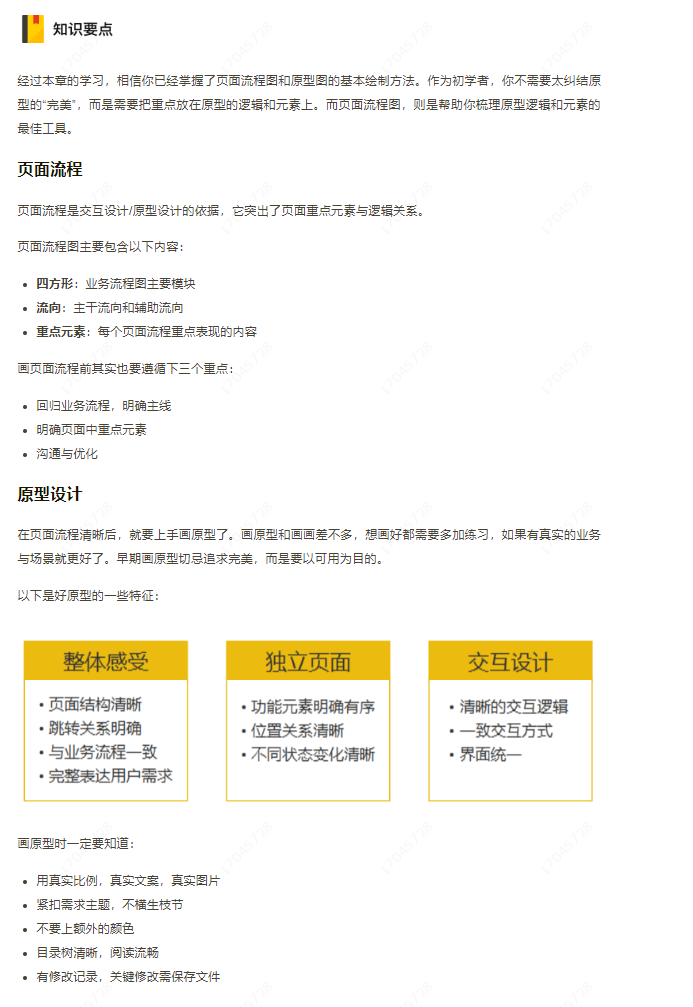 知识要点
经过本章的学习，相信你已经掌握了页面流程图和原型图的基本绘制方法。作为初学者，你不需要太纠结原
型的“完美”，而是需要把重点放在原型的逻辑和元素上。而页面流程图，则是帮助你梳理原型逻辑和元素的
最佳工具。
页面流程
页面流程是交互设计/原型设计的依据，它突出了页面重点元素与逻辑关系。
页面流程图主要包含以下内容：
• 四方形：业务流程图主要模块
• 流向：主干流向和辅助流向
• 重点元素：每个页面流程重点表现的内容
画页面流程前其实也要遵循下三个重点：
• 回归业务流程，明确主线
• 明确页面中重点元素
• 沟通与优化
原型设计
在页面流程清晰后，就要上手画原型了。画原型和画画差不多，想画好都需要多加练习，如果有真实的业务
与场景就更好了。早期画原型切忌追求完美，而是要以可用为目的。
以下是好原型的一些特征：
整体感受
• 页面结构清晰
• 跳转关系明确
• 与业务流程一致
• 完整表达用户需求
独立页面
• 功能元素明确有序
• 位置关系清晰
• 不同状态变化清晰
交互设计
• 清晰的交互逻辑
• 一致交互方式
• 界面统一
画原型时一定要知道：
• 用真实比例，真实文案，真实图片
• 紧扣需求主题，不横生枝节
• 不要上额外的颜色
• 目录树清晰，阅读流畅
• 有修改记录，关键修改需保存文件
17045738